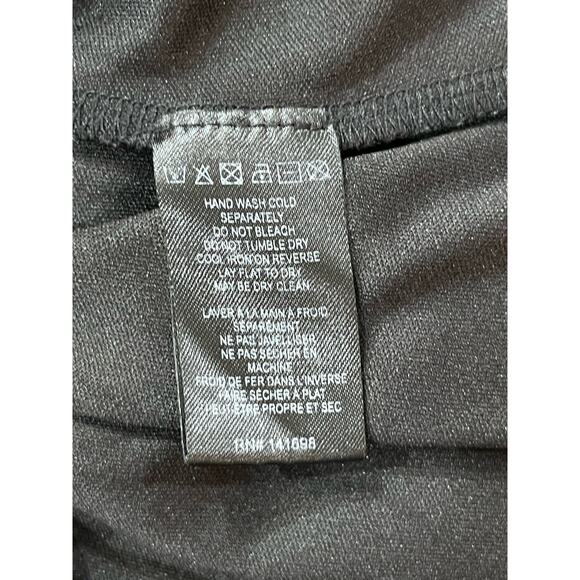 HAND WASH COLD
SEPARATELY
DO NOT BLEACH
DO NOT TUMBLE DRY
COOL IRON ON REVERSE
LAY FLAT TO DRY
MAY BE DRY CLEAN
LAVER À LA MAIN À FROID
SÉPARÉMENT
NE PAS JAVELLISER
NE PAS SÉCHER EN
MACHINE
FROID DE FER DANS L'INVERSE
FAIRE SÉCHER À PLAT
PEUT-ÊTRE PROPRE ET SEC
RN# 141698